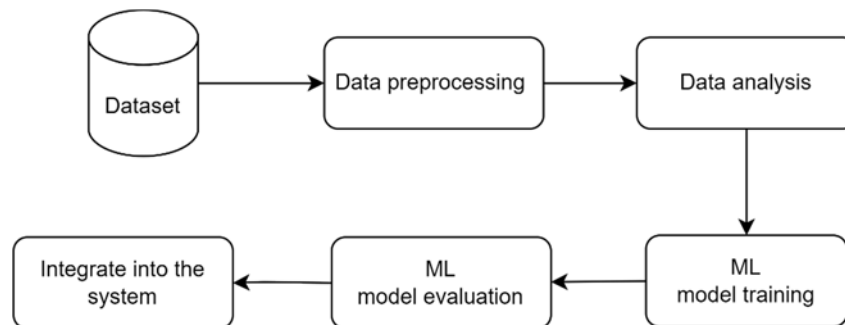 Dataset
Data preprocessing
Data analysis
ML
model training
ML
model evaluation
Integrate into the
system